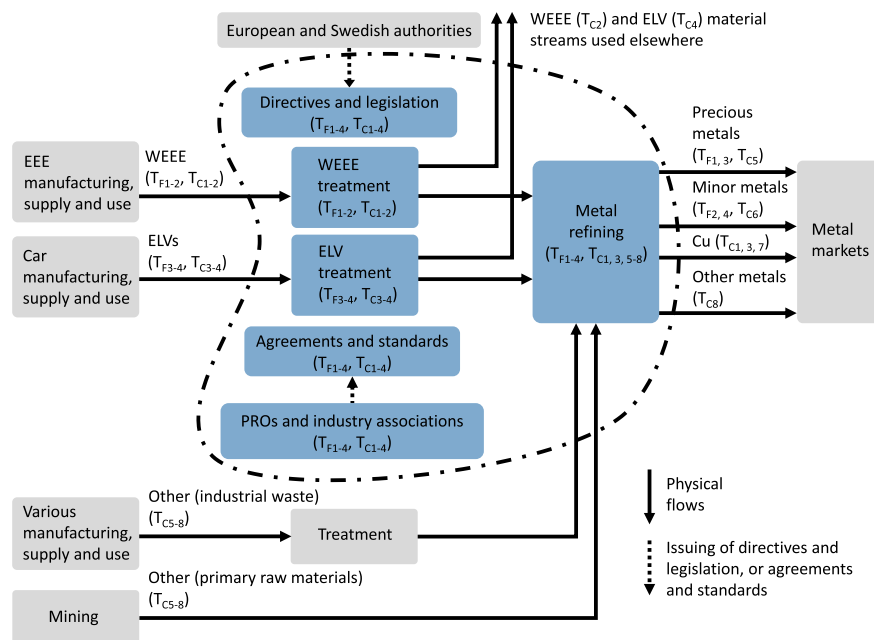 European and Swedish authorities
WEEE (TC2) and ELV (TC4) material
streams used elsewhere
Directives and legislation
(TF1-4, TC1-4)
EEE
manufacturing,
supply and use
WEEE
(TF1-2, TC1-2)
WEEE
treatment
(TF1-2, TC1-2)
Car
manufacturing,
supply and use
ELVs
(TF3-4, TC3-4)
ELV
treatment
(TF3-4, TC3-4)
Metal
refining
(TF1-4, TC1, 3, 5-8)
Precious
metals
(TF1, 3, TC5)
Minor metals
(TF2, 4, TC6)
Cu (TC1, 3, 7)
Other metals
(TC8)
Metal
markets
Agreements and standards
(TF1-4, TC1-4)
PROs and industry associations
(TF1-4, TC1-4)
Various
manufacturing,
supply and use
Other (industrial waste)
(TC5-8)
Treatment
Other (primary raw materials)
(TC5-8)
Mining
Physical
flows
Issuing of directives and
legislation, or agreements
and standards